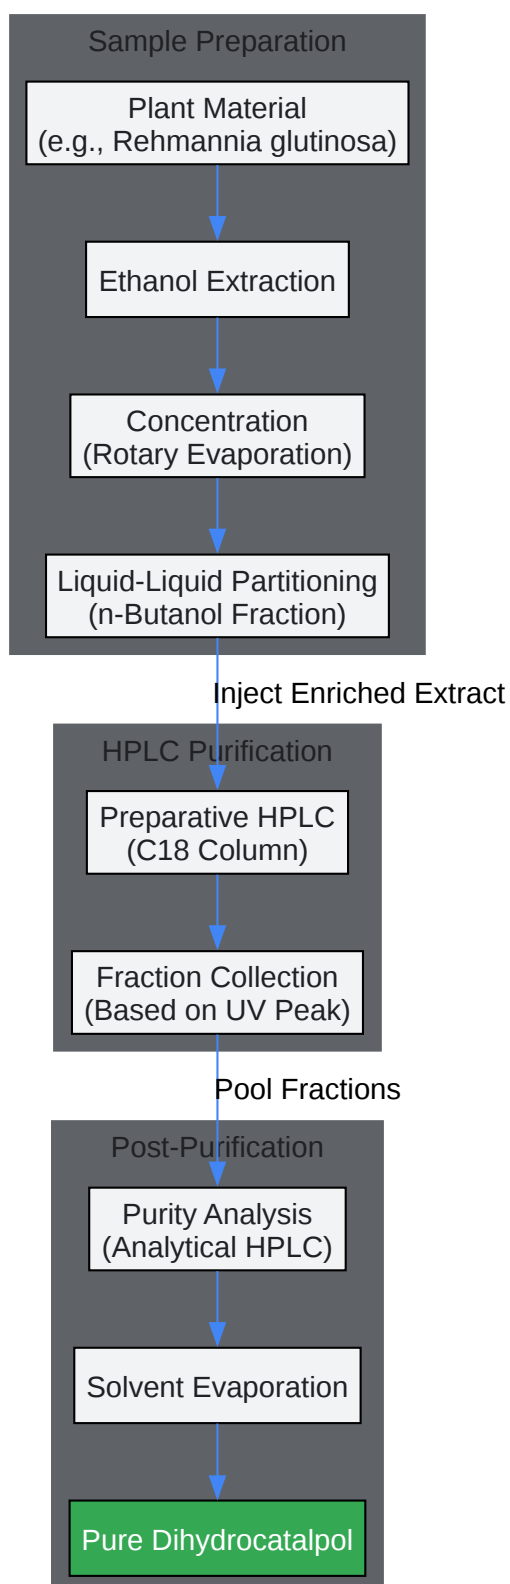 Sample Preparation
Plant Material
(e.g., Rehmannia glutinosa)
Ethanol Extraction
Concentration
(Rotary Evaporation)
Liquid-Liquid Partitioning
(n-Butanol Fraction)
Inject Enriched Extract
HPLC Purification
Preparative HPLC
(C18 Column)
Fraction Collection
(Based on UV Peak)
Pool Fractions
Post-Purification
Purity Analysis
(Analytical HPLC)
Solvent Evaporation
Pure Dihydrocatalpol